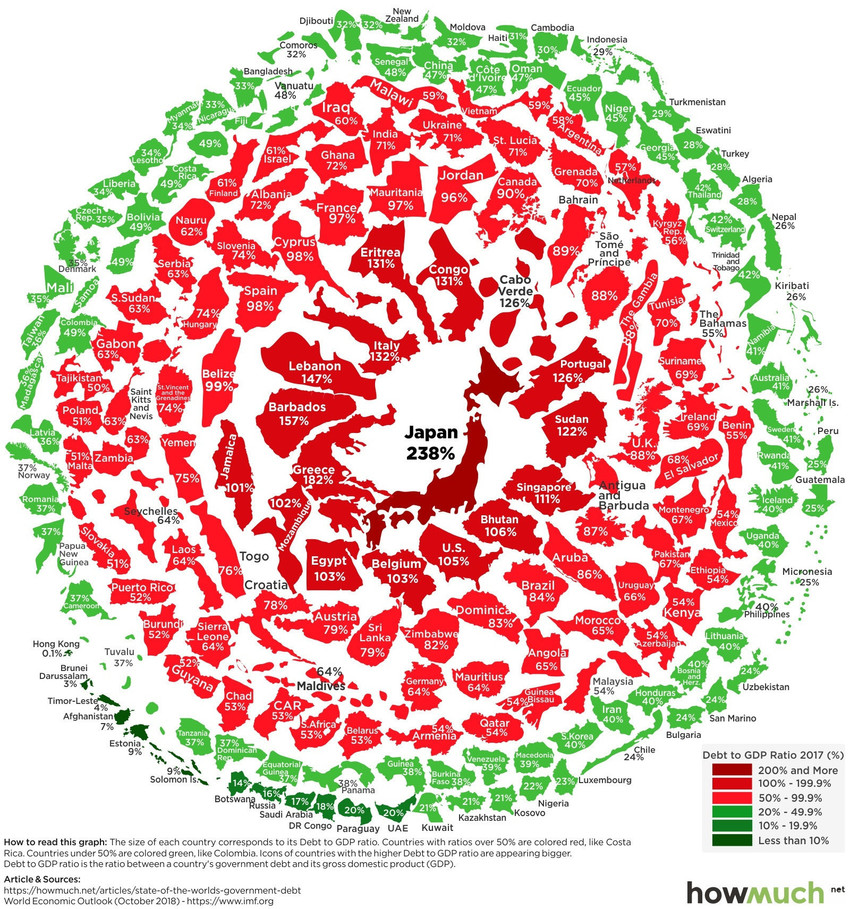 Djibouti
32%
New
Zealand
32%
Moldova
32%
Haiti
31%
Cambodia
30%
Indonesia
29%
Comoros
32%
Senegal
48%
China
47%
Côte
d'Ivoire
47%
Oman
47%
Ecuador
45%
Niger
45%
Turkmenistan
29%
Bangladesh
33%
Vanuatu
48%
Myanmar
34%
Nicaragua
33%
Fiji
49%
Iraq
60%
Malawi
59%
Vietnam
59%
Argentina
58%
Georgia
45%
Eswatini
28%
Turkey
28%
Algeria
28%
Lesotho
34%
Costa
Rica
49%
Israel
61%
India
71%
Ukraine
71%
St. Lucia
71%
Netherlands
57%
Thailand
42%
Liberia
34%
Finland
61%
Ghana
72%
Albania
72%
Mauritania
97%
Jordan
96%
Canada
90%
Grenada
70%
Switzerland
42%
Nepal
26%
Czech
Rep.
35%
Bolivia
49%
Nauru
62%
France
97%
Bahrain
89%
Kyrgyz
Rep.
56%
Denmark
35%
49%
Serbia
63%
Slovenia
74%
Cyprus
98%
Eritrea
131%
Congo
131%
Cabo
Verde
126%
São
Tomé
and
Príncipe
88%
The Gambia
88%
Trinidad
and
Tobago
42%
Kiribati
26%
Mali
35%
Samoa
S.Sudan
63%
Hungary
74%
Spain
98%
Tunisia
70%
The
Bahamas
55%
Namibia
41%
Taiwan
36%
Colombia
49%
Gabon
63%
Italy
132%
Lebanon
147%
Portugal
126%
Suriname
69%
Australia
41%
Madagascar
36%
Tajikistan
50%
Saint
Kitts
and
Nevis
63%
St.Vincent
and the
Grenadines
74%
Belize
99%
Barbados
157%
Japan
238%
Sudan
122%
U.K.
88%
Ireland
69%
Benin
55%
Sweden
41%
26%
Marshall Is.
Poland
51%
Latvia
36%
Malta
51%
Zambia
63%
Yemen
75%
Jamaica
101%
Greece
182%
Mozambique
102%
Singapore
111%
El Salvador
68%
Rwanda
41%
Peru
25%
37%
Norway
Romania
37%
Seychelles
64%
Antigua
and
Barbuda
87%
Montenegro
67%
Mexico
54%
Iceland
40%
Guatemala
25%
37%
Papua
New
Guinea
Slovakia
51%
Laos
64%
76%
Togo
Croatia
78%
Egypt
103%
Belgium
103%
U.S.
105%
Bhutan
106%
Aruba
86%
Pakistan
67%
Ethiopia
54%
Uganda
40%
Micronesia
25%
37%
Cameroon
Puerto Rico
52%
Austria
79%
Sri
Lanka
79%
Zimbabwe
82%
Dominica
83%
Brazil
84%
Uruguay
66%
54%
Kenya
40%
Philippines
Hong Kong
0.1%
Tuvalu
37%
Burundi
52%
Sierra
Leone
64%
Morocco
65%
54%
Azerbaijan
Lithuania
40%
Brunei
Darussalam
3%
52%
Guyana
64%
Maldives
Germany
64%
Mauritius
64%
Angola
65%
Malaysia
54%
40%
Bosnia
and
Herz.
24%
Uzbekistan
Timor-Leste
4%
Afghanistan
7%
Chad
53%
CAR
53%
S.Africa
53%
Belarus
53%
54%
Armenia
Qatar
54%
54%
Guinea
Bissau
Iran
40%
Honduras
40%
24%
San Marino
24%
Bulgaria
Estonia
9%
Tanzania
37%
37%
Dominican
Rep.
S.Korea
40%
Chile
24%
9%
Solomon Is.
Equatorial
Guinea
37%
38%
Panama
Guinea
38%
Burkina
Faso
38%
Venezuela
39%
Macedonia
39%
23%
Luxembourg
14%
Botswana
16%
Russia
17%
Saudi Arabia
18%
DR Congo
20%
Paraguay
20%
UAE
21%
Kuwait
21%
Kazakhstan
21%
Kosovo
22%
Nigeria
Debt to GDP Ratio 2017 (%)
200% and More
100% - 199.9%
50% - 99.9%
20% - 49.9%
10% - 19.9%
Less than 10%
How to read this graph: The size of each country corresponds to its Debt to GDP ratio. Countries with ratios over 50% are colored red, like Costa
Rica. Countries under 50% are colored green, like Colombia. Icons of countries with the higher Debt to GDP ratio are appearing bigger.
Debt to GDP ratio is the ratio between a country's government debt and its gross domestic product (GDP).
Article & Sources:
https://howmuch.net/articles/state-of-the-worlds-government-debt
World Economic Outlook (October 2018) - https://www.imf.org
howmuch net